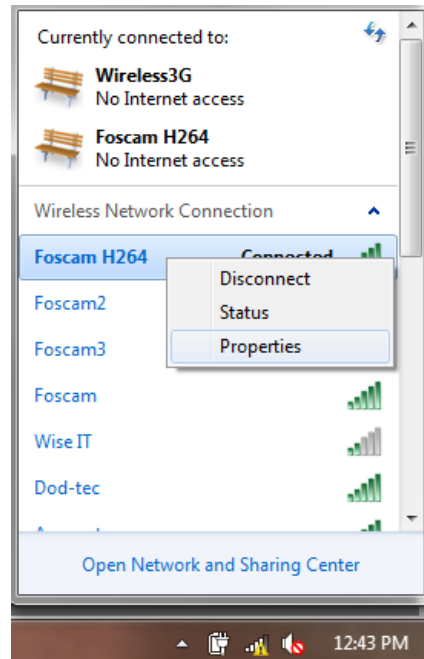 Currently connected to:
Wireless3G
No Internet access
Foscam H264
No Internet access
Wireless Network Connection
Foscam H264 Connected
Disconnect
Foscam2
Status
Foscam3
Properties
Foscam
Wise IT
Dod-tec
Open Network and Sharing Center
12:43 PM